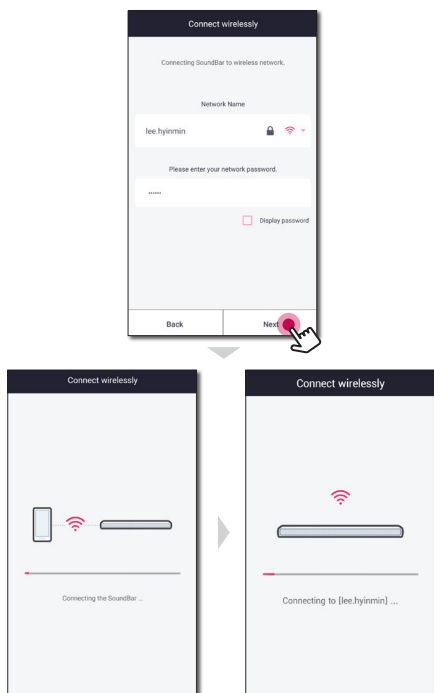 Connect wirelessly
Connecting SoundBar to wireless network.
Network Name
lee.hyinmin
Please enter your network password.
......
Display password
Back
Next
Connect wirelessly
Connecting the SoundBar ...
Connect wirelessly
Connecting to [lee.hyinmin] ...